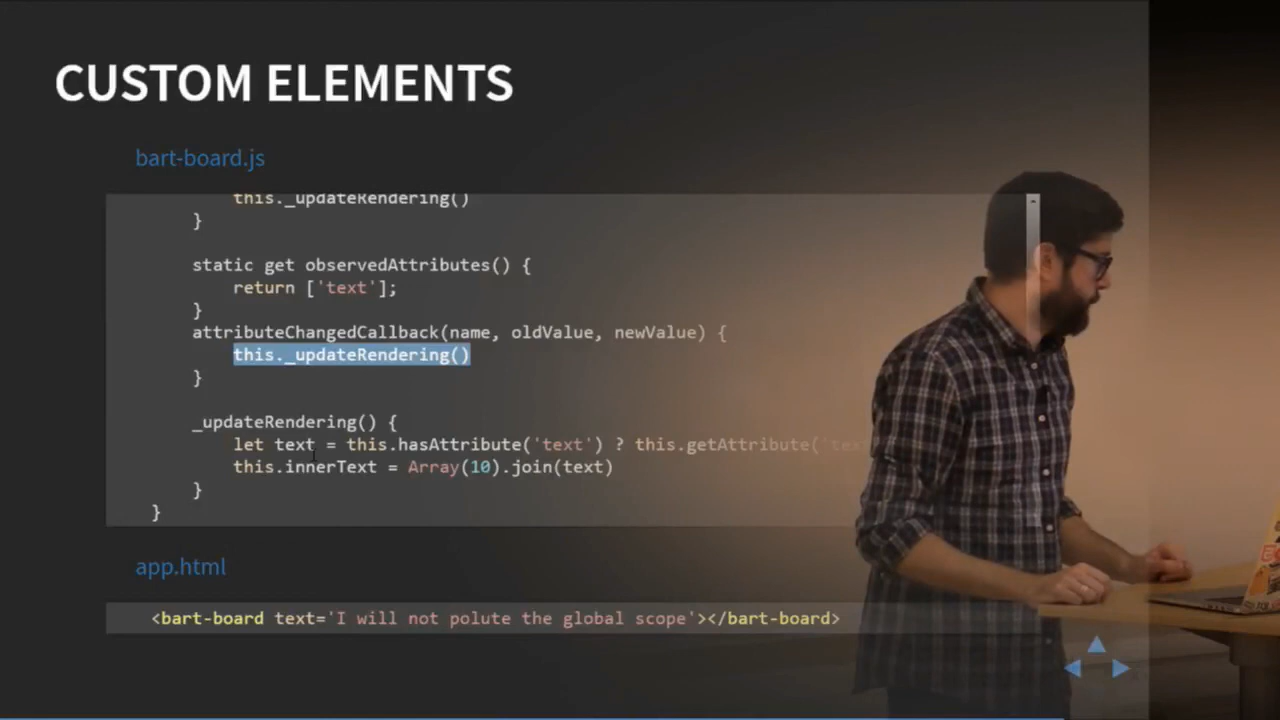 CUSTOM ELEMENTS
bart-board.js
this._updateRendering()
}
static get observedAttributes() {
return ['text'];
}
attributeChangedCallback(name, oldValue, newValue) {
this._updateRendering()
}
_updateRendering() {
let text = this.hasAttribute('text') ? this.getAttribute('tex
this.innerText = Array(10).join(text)
}
}
app.html
<bart-board text='I will not polute the global scope'></bart-board>